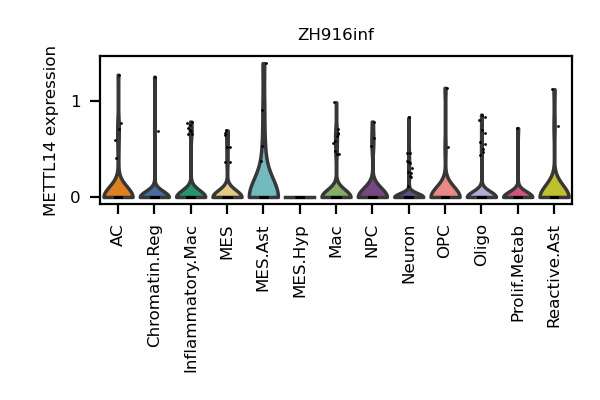 ZH916inf
METTL14 expression
1
0
AC
Chromatin.Reg
Inflammatory.Mac
MES
MES.Ast
MES.Hyp
Mac
NPC
Neuron
OPC
Oligo
Prolif.Metab
Reactive.Ast